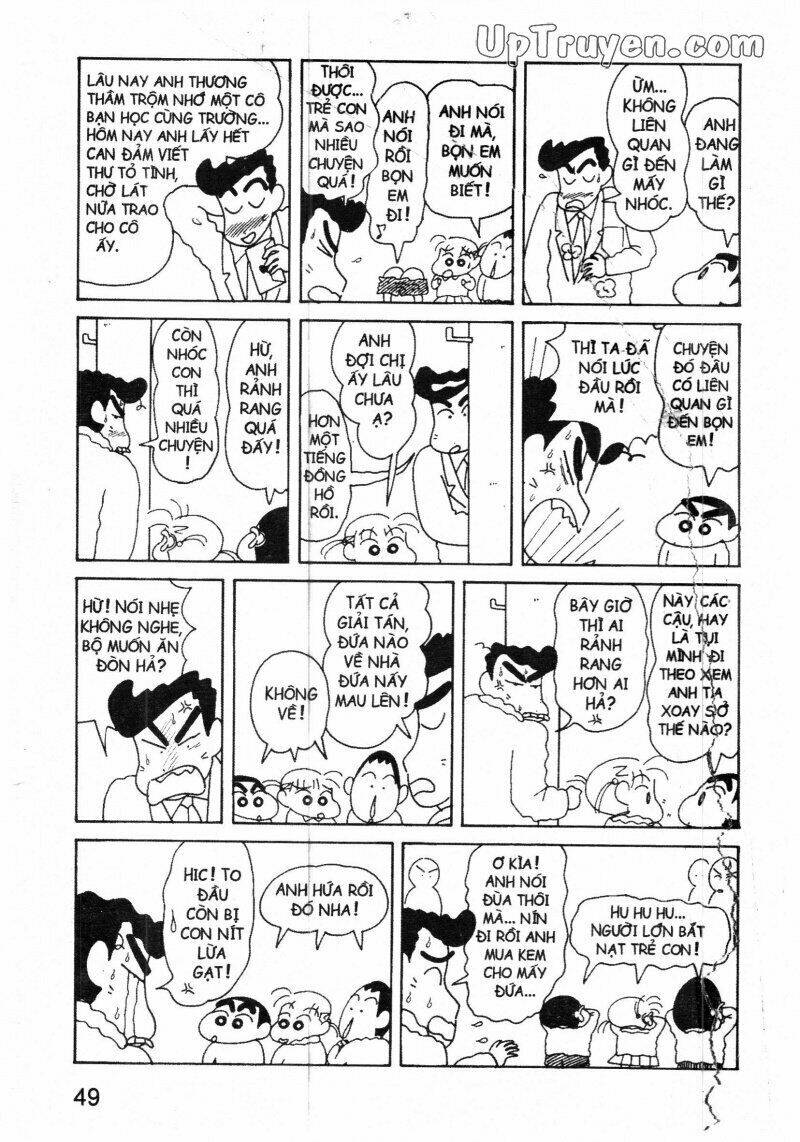 UpTruyen.com
ANH
ĐANG
LÀM
GÌ
THẾ?
ỪM...
KHÔNG
LIÊN
QUAN
GÌ ĐẾN
MẤY
NHÓC.
ANH NÓI
ĐI MÀ,
BỌN EM
MUỐN
BIẾT!
ANH
NÓI
RỒI
BỌN
EM
ĐI!
THÔI
ĐƯỢC...
TRẺ CON
MÀ SAO
NHIỀU
CHUYỆN
QUÁ!
LÂU NAY ANH THƯƠNG
THẦM TRỘM NHỚ MỘT CÔ
BẠN HỌC CÙNG TRƯỜNG...
HÔM NAY ANH LẤY HẾT
CAN ĐẢM VIẾT
THƯ TỎ TÌNH,
CHỜ LÁT
NỮA TRAO
CHO CÔ
ẤY.
CHUYỆN
ĐÓ ĐÂU
CÓ LIÊN
QUAN GÌ
ĐẾN BỌN
EM!
THÌ TA ĐÃ
NÓI LÚC
ĐẦU RỒI
MÀ!
ANH
ĐỢI CHỊ
ẤY LÂU
CHƯA
Ạ?
HƠN
MỘT
TIẾNG
ĐỒNG
HỒ
RỒI.
HỪ,
ANH
RẢNH
RANG
QUÁ
ĐẤY!
CÒN
NHÓC
CON
THÌ
QUÁ
NHIỀU
CHUYỆN
!
NÀY CÁC
CẬU, HAY
LÀ TỤI
MÌNH ĐI
THEO XEM
ANH TA
XOAY SỞ
THẾ NÀO?
BÂY GIỜ
THÌ AI
RẢNH
RANG
HƠN AI
HẢ?
TẤT CẢ
GIẢI TÁN,
ĐỨA NÀO
VỀ NHÀ
ĐỨA NẤY
MAU LÊN!
KHÔNG
VỀ!
HỪ! NÓI NHẸ
KHÔNG NGHE,
BỘ MUỐN ĂN
ĐÒN HẢ?
HU HU HU...
NGƯỜI LỚN BẮT
NẠT TRẺ CON!
Ơ KÌA!
ANH NÓI
ĐÙA THÔI
MÀ... NÍN
ĐI RỒI ANH
MUA KEM
CHO MẤY
ĐỨA...
ANH HỨA RỒI
ĐÓ NHA!
HIC! TO
ĐẦU
CÒN BỊ
CON NÍT
LỪA
GẠT!
49